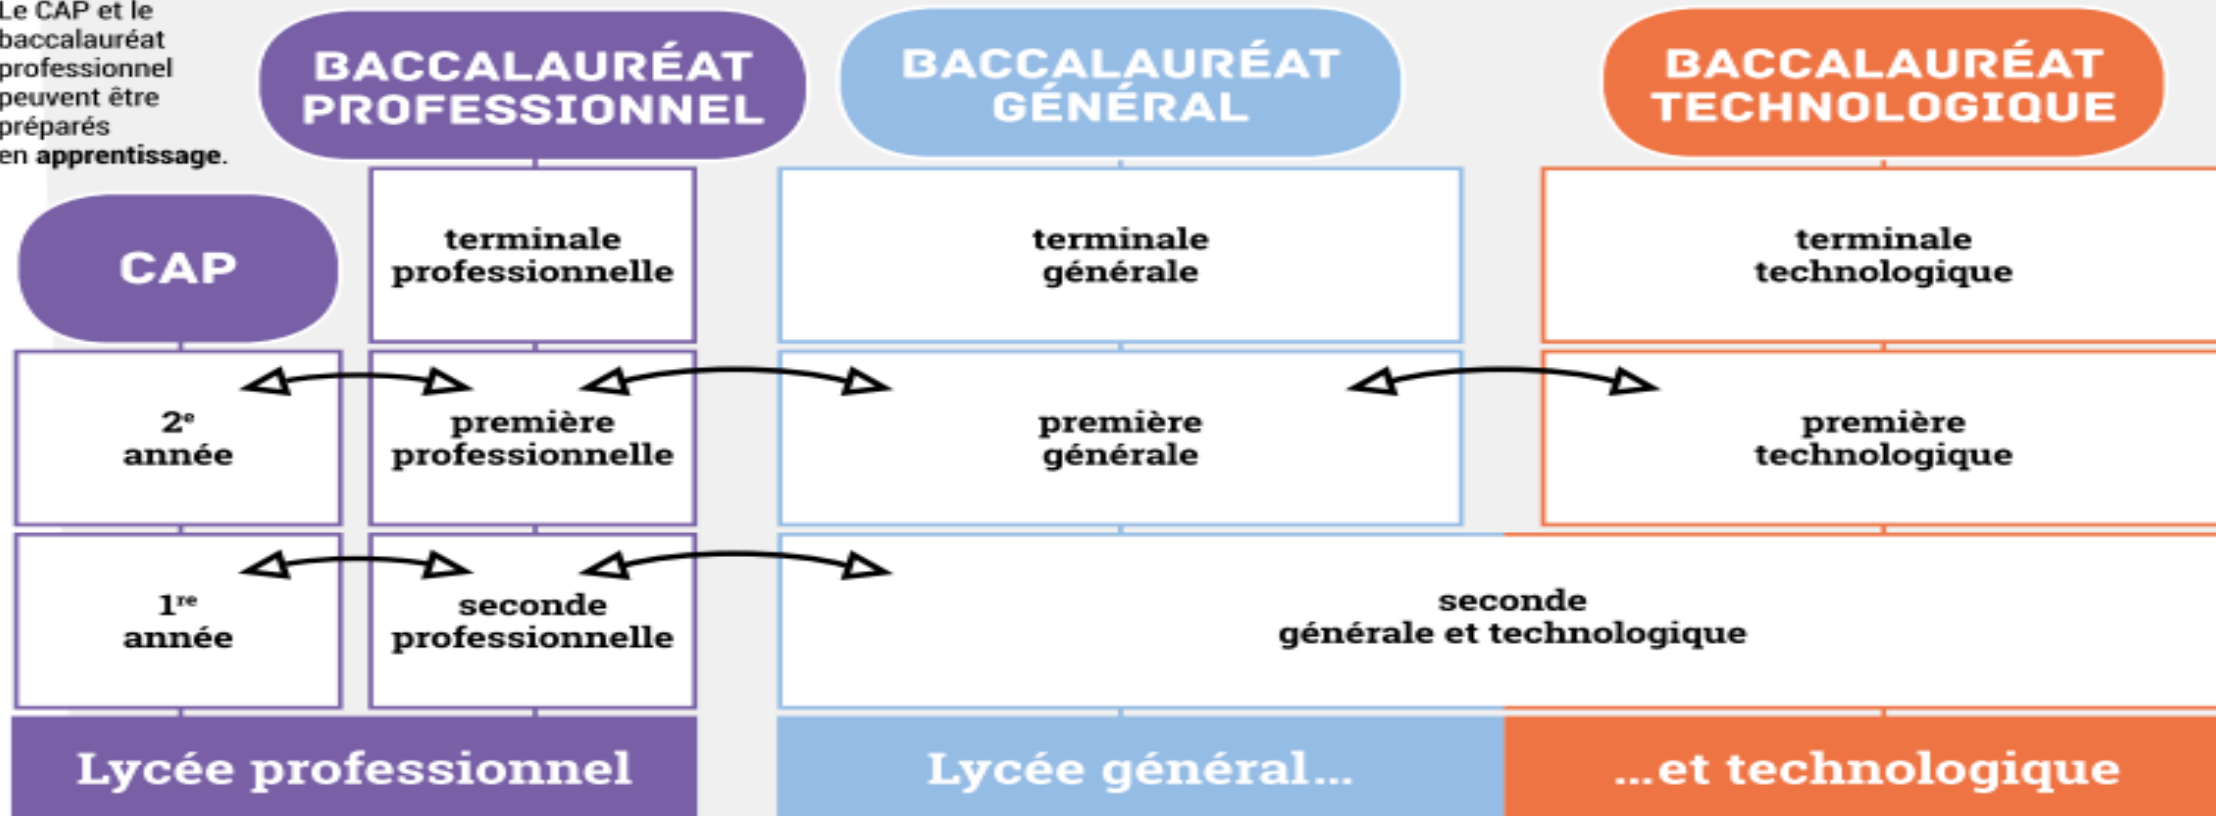 Le CAP et le
baccalauréat
professionnel
peuvent être
préparés
en apprentissage.
BACCALAURÉAT
PROFESSIONNEL
BACCALAURÉAT
GÉNÉRAL
BACCALAURÉAT
TECHNOLOGIQUE
CAP
terminale
professionnelle
terminale
générale
terminale
technologique
2e
année
première
professionnelle
première
générale
première
technologique
1re
année
seconde
professionnelle
seconde
générale et technologique
Lycée professionnel
Lycée général...
...et technologique